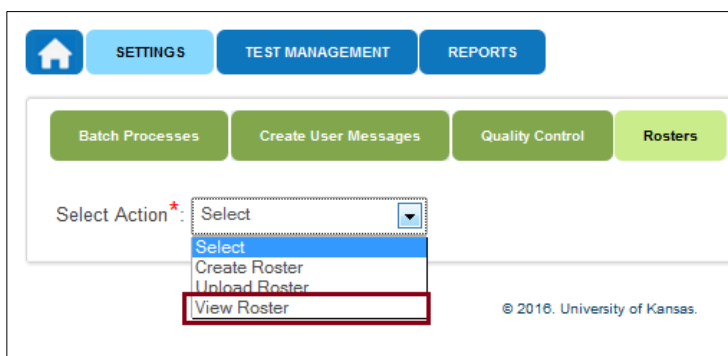 SETTINGS TEST MANAGEMENT REPORTS
Batch Processes Create User Messages Quality Control Rosters
Select Action*: Select
Select
Create Roster
Upload Roster
View Roster
© 2016. University of Kansas.